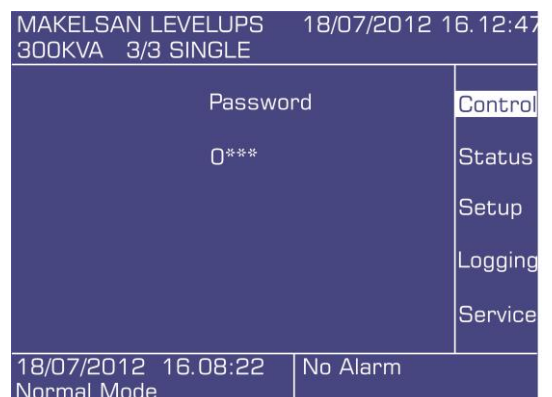 MAKELSAN LEVELUPS 18/07/2012 16.12:47
300KVA 3/3 SINGLE
Password
0***
Control
Status
Setup
Logging
Service
18/07/2012 16.08:22 No Alarm
Normal Mode